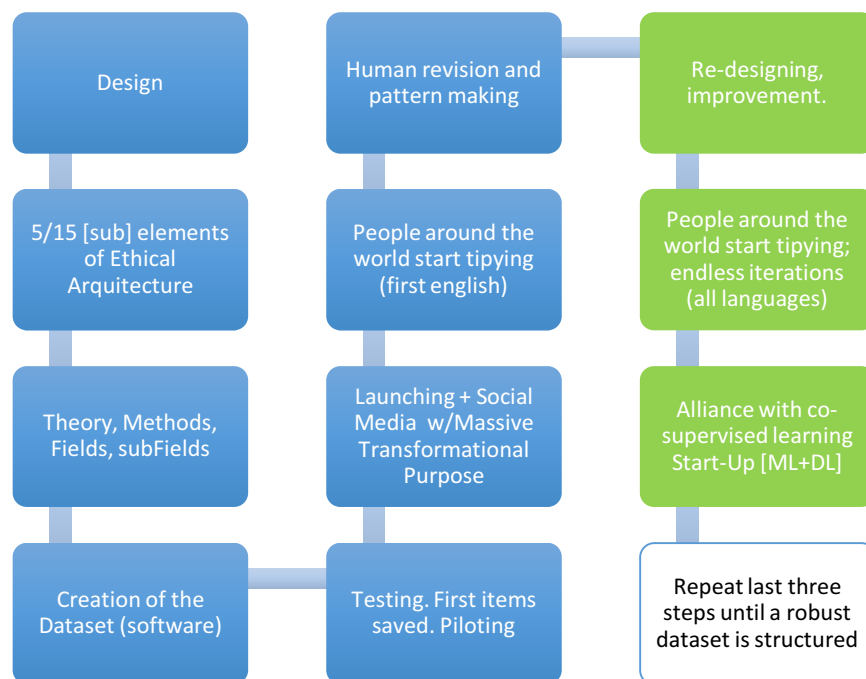 Design
5/15 [sub] elements
of Ethical
Arquitecture
Theory, Methods,
Fields, subFields
Creation of the
Dataset (software)
Testing. First items
saved. Piloting
Launching + Social
Media w/Massive
Transformational
Purpose
People around the
world start tipying
(first english)
Human revision and
pattern making
Re-designing,
improvement.
People around the
world start tipying;
endless iterations
(all languages)
Alliance with co-
supervised learning
Start-Up [ML+DL]
Repeat last three
steps until a robust
dataset is structured